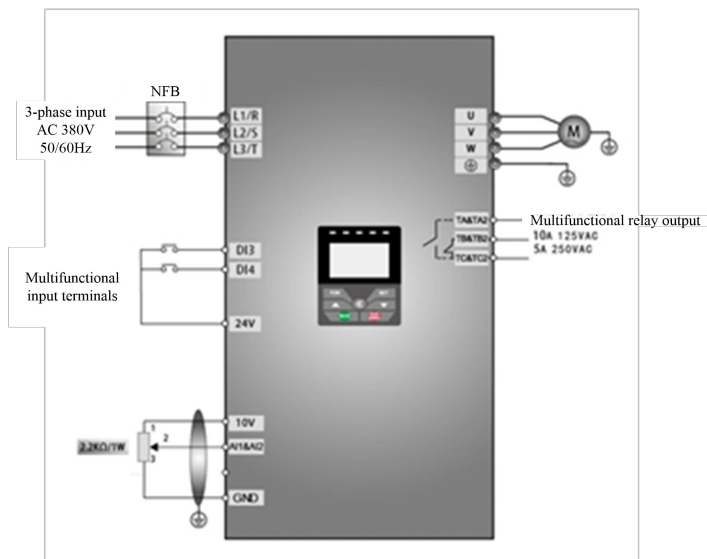 NFB
3-phase input
AC 380V
50/60Hz
L1/R
L2/S
L3/T
U
V
W
M
TA&TA2
Multifunctional relay output
TB&TB2
10A 125VAC
TC&TC2
5A 250VAC
DI3
DI4
Multifunctional
input terminals
24V
10V
1
2
2.2KΩ/1W
AI1&AI2
3
GND